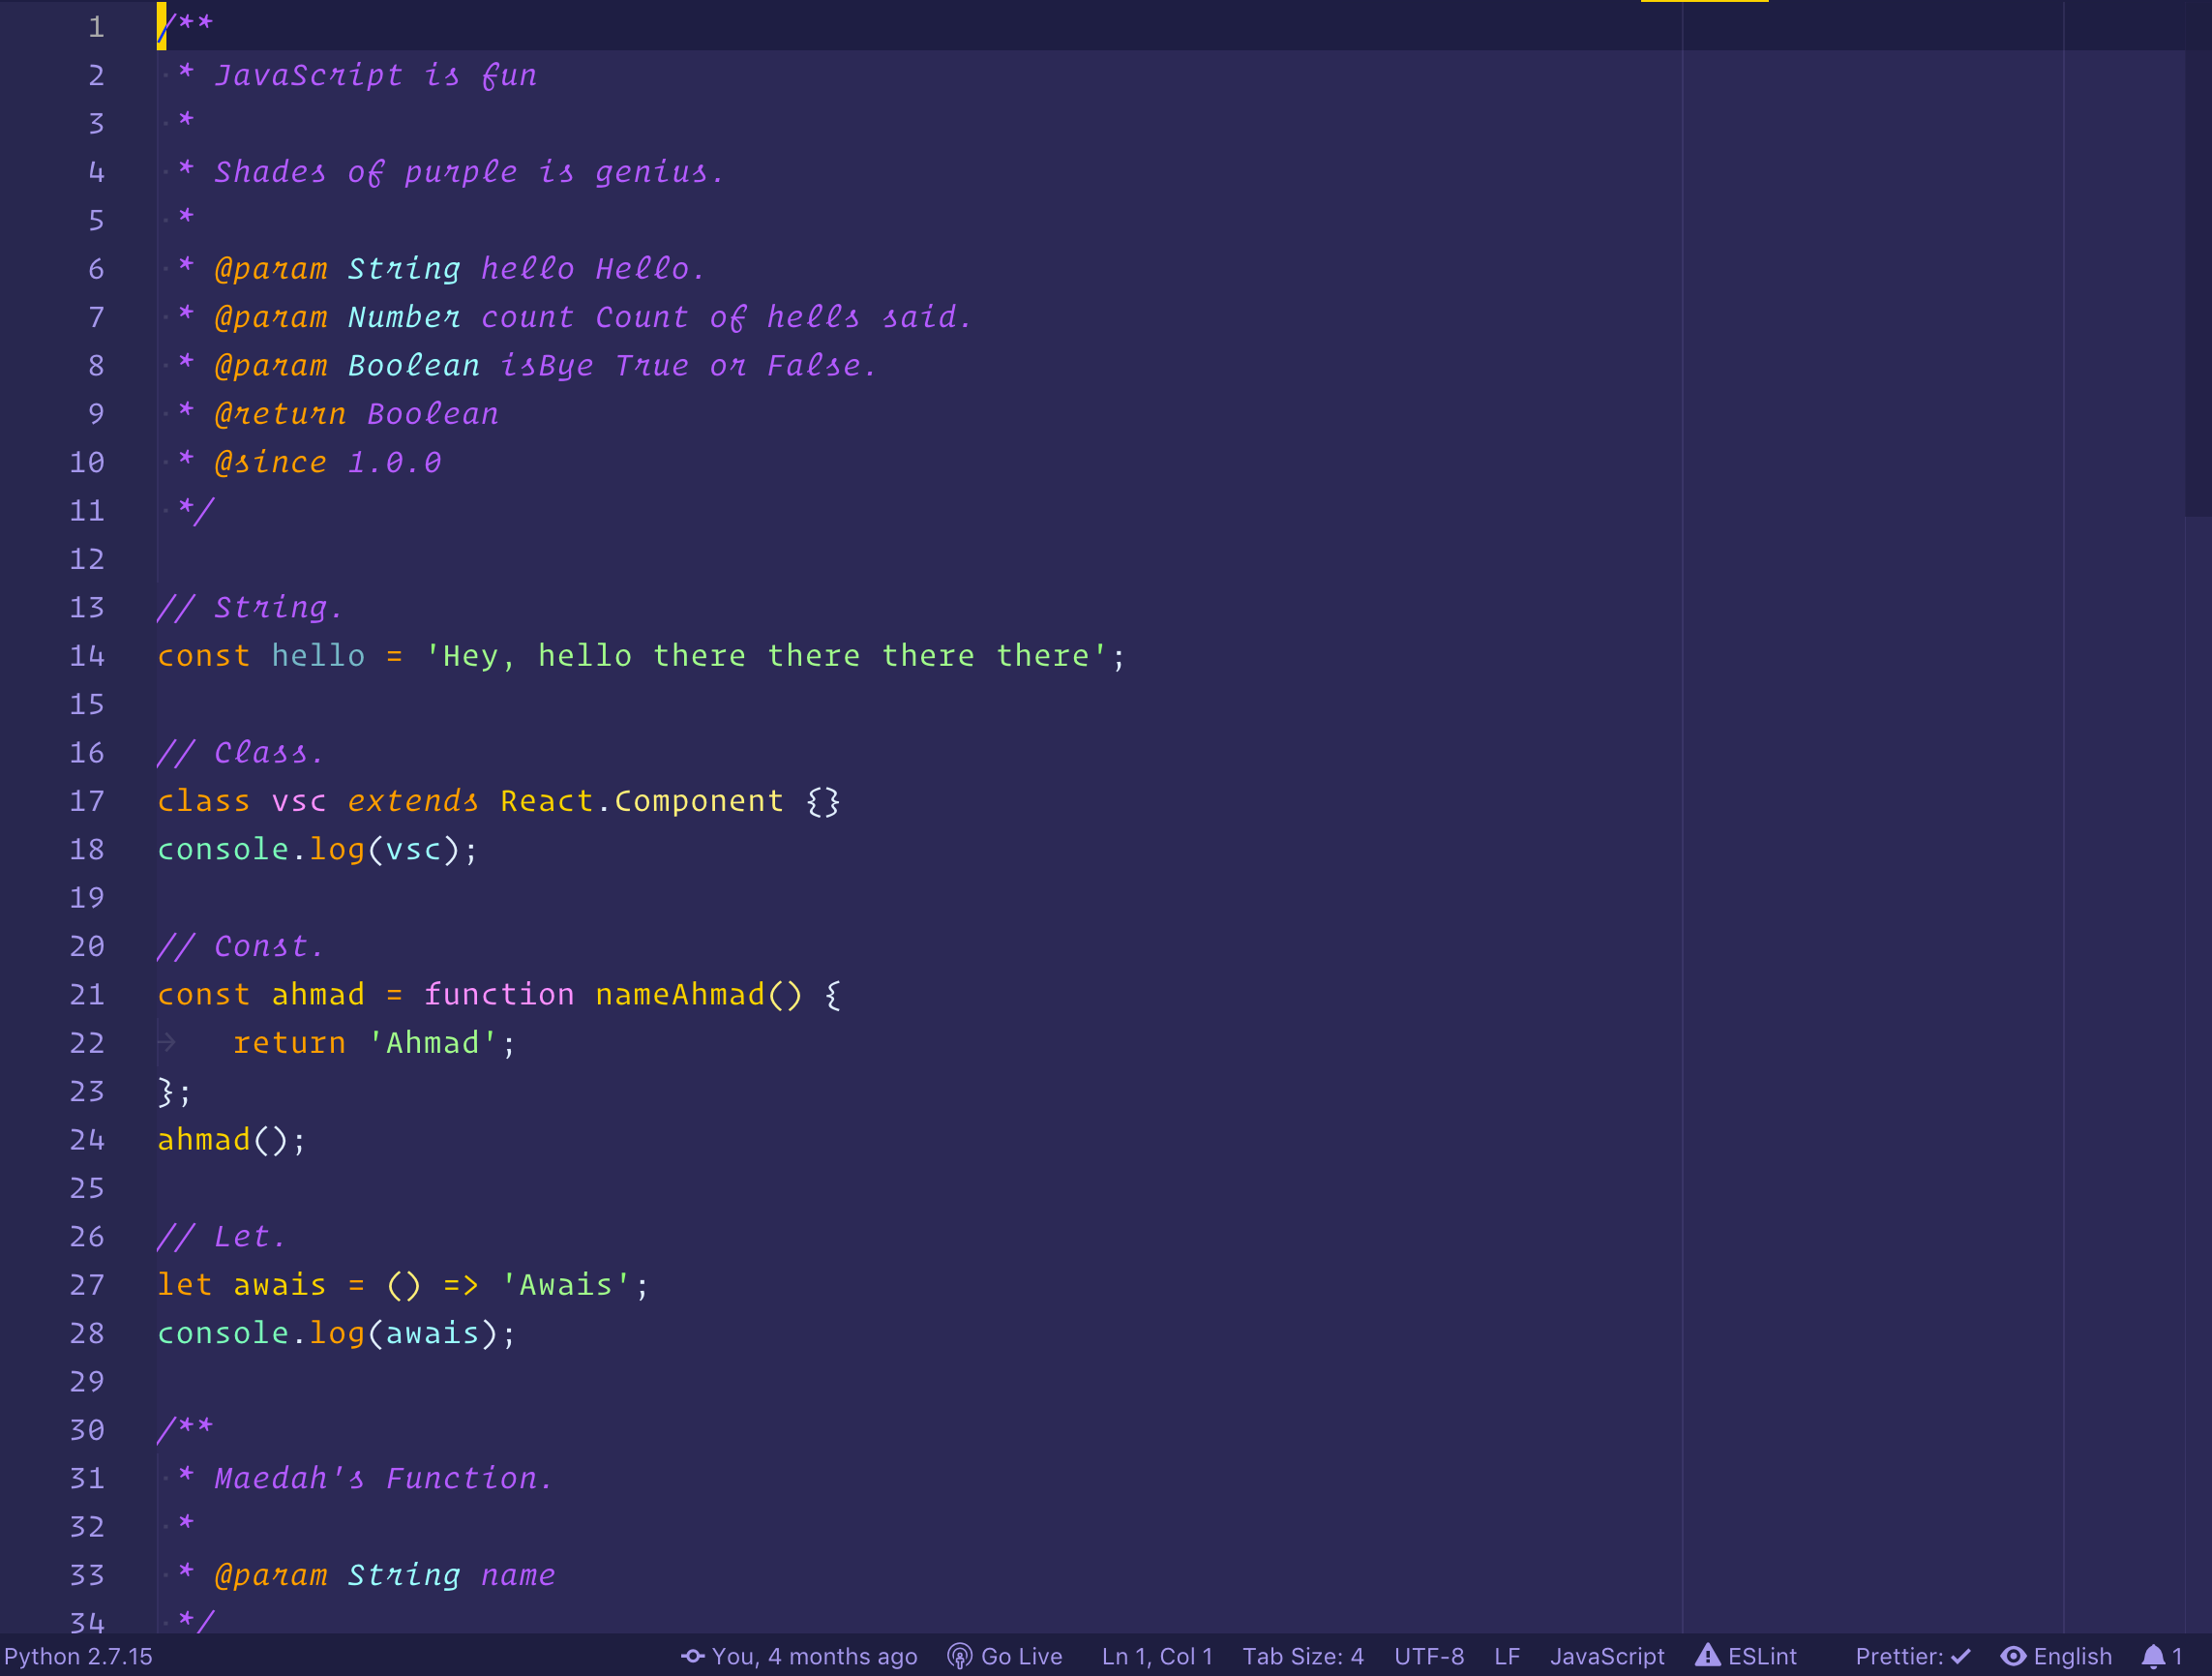 1 /**
2  * JavaScript is fun
3  *
4  * Shades of purple is genius.
5  *
6  * @param String hello Hello.
7  * @param Number count Count of hells said.
8  * @param Boolean isBye True or False.
9  * @return Boolean
10  * @since 1.0.0
11  */
12
13 // String.
14 const hello = 'Hey, hello there there there there';
15
16 // Class.
17 class vsc extends React.Component {}
18 console.log(vsc);
19
20 // Const.
21 const ahmad = function nameAhmad() {
22     return 'Ahmad';
23 };
24 ahmad();
25
26 // Let.
27 let awais = () => 'Awais';
28 console.log(awais);
29
30 /**
31  * Maedah's Function.
32  *
33  * @param String name
34  */
Python 2.7.15 You, 4 months ago Go Live Ln 1, Col 1 Tab Size: 4 UTF-8 LF JavaScript ESLint Prettier: ✓ English 1